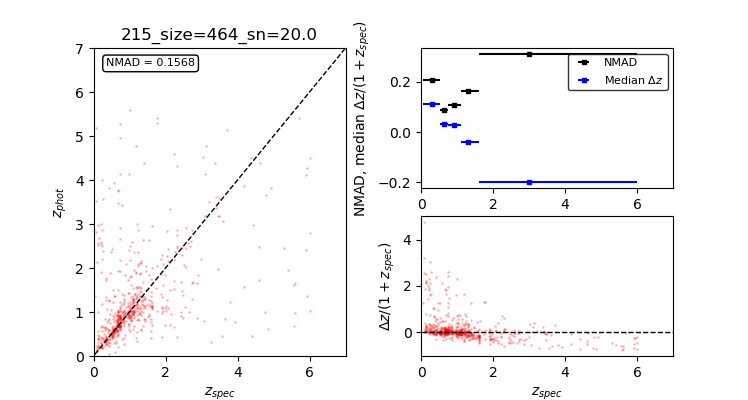 215_size=464_sn=20.0
NMAD = 0.1568
7
6
5
4
3
2
1
0
0
2
4
6
z_spec
z_phot
NMAD, median Δz/(1 + z_spec)
NMAD
Median Δz
0.2
0.0
−0.2
0
2
4
6
Δz/(1 + z_spec)
4
2
0
0
2
4
6
z_spec